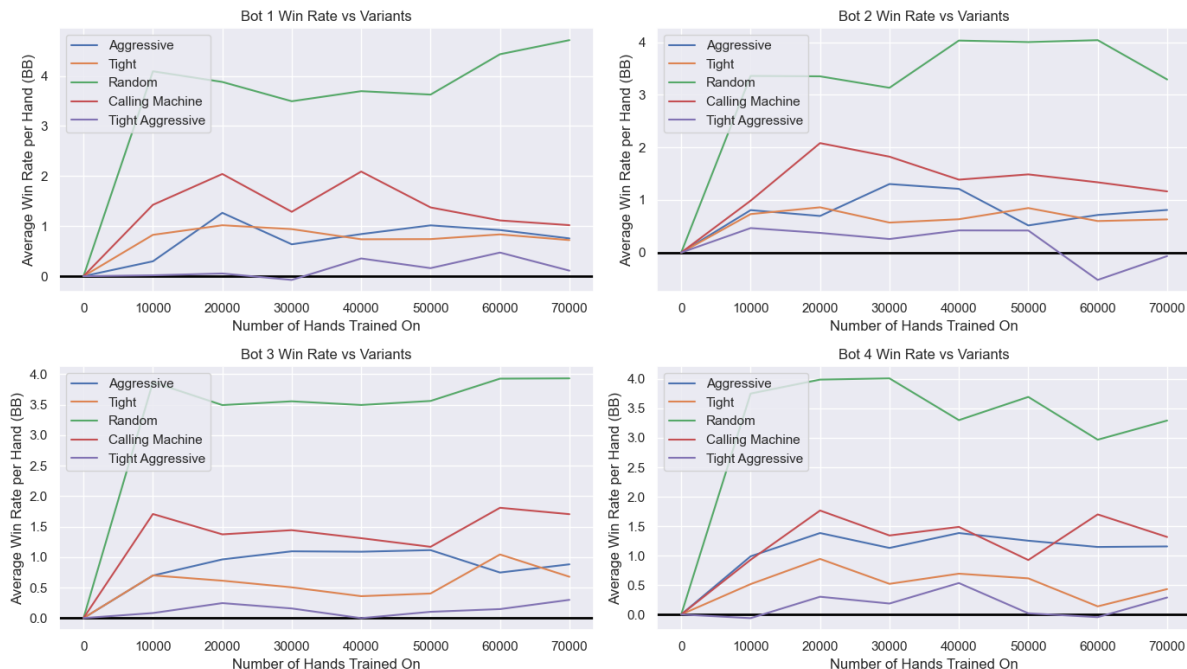 Bot 1 Win Rate vs Variants
Average Win Rate per Hand (BB)
4
3
2
1
0
Aggressive
Tight
Random
Calling Machine
Tight Aggressive
0 10000 20000 30000 40000 50000 60000 70000
Number of Hands Trained On
Bot 2 Win Rate vs Variants
Average Win Rate per Hand (BB)
4
3
2
1
0
Aggressive
Tight
Random
Calling Machine
Tight Aggressive
0 10000 20000 30000 40000 50000 60000 70000
Number of Hands Trained On
Bot 3 Win Rate vs Variants
Average Win Rate per Hand (BB)
4.0
3.5
3.0
2.5
2.0
1.5
1.0
0.5
0.0
Aggressive
Tight
Random
Calling Machine
Tight Aggressive
0 10000 20000 30000 40000 50000 60000 70000
Number of Hands Trained On
Bot 4 Win Rate vs Variants
Average Win Rate per Hand (BB)
4.0
3.5
3.0
2.5
2.0
1.5
1.0
0.5
0.0
Aggressive
Tight
Random
Calling Machine
Tight Aggressive
0 10000 20000 30000 40000 50000 60000 70000
Number of Hands Trained On